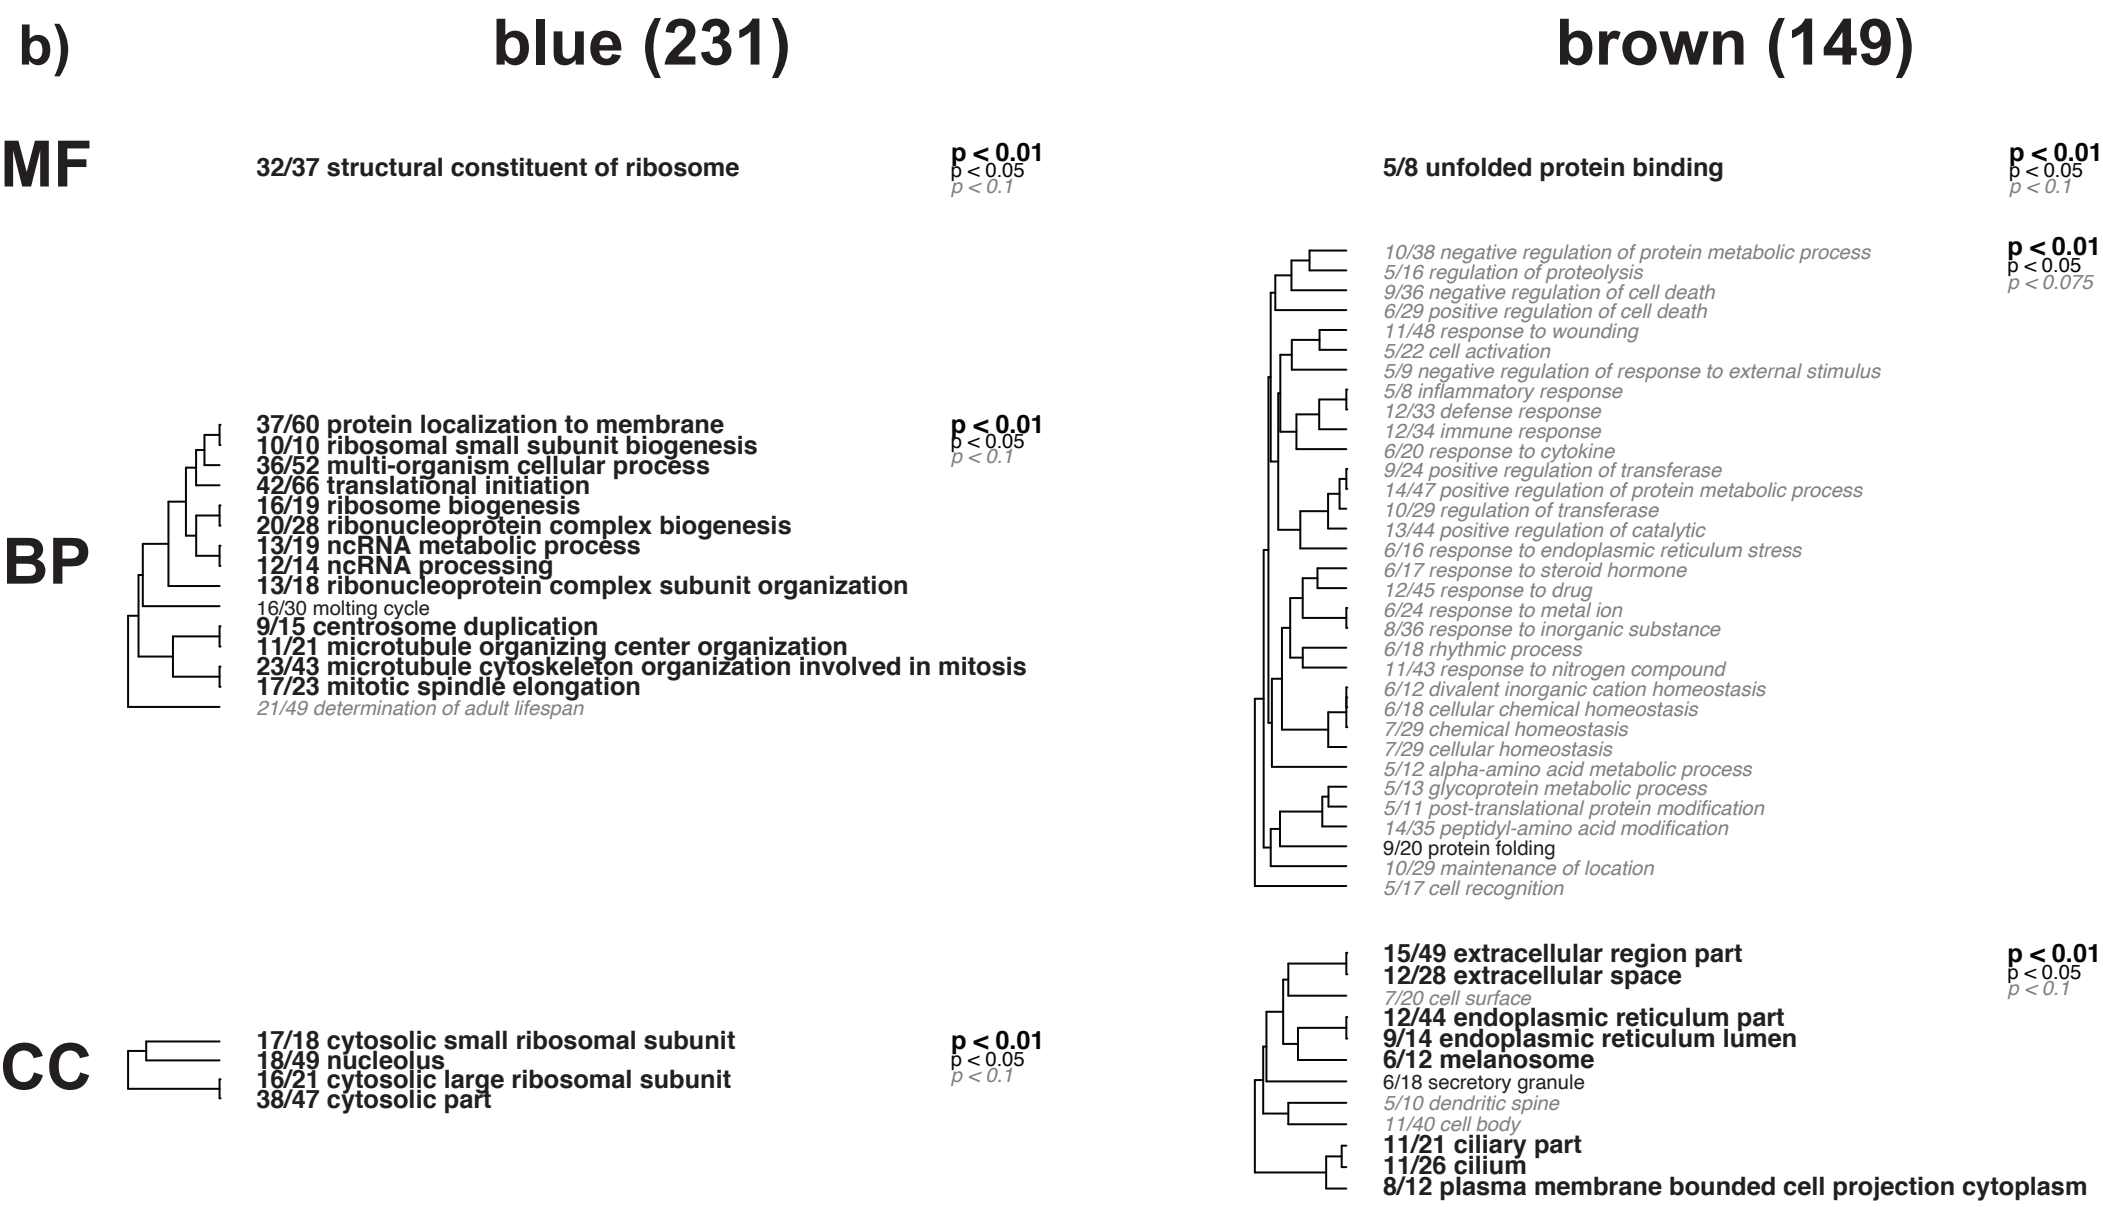 b)
blue (231)
brown (149)
MF
32/37 structural constituent of ribosome
p < 0.01
p < 0.05
p < 0.1
5/8 unfolded protein binding
p < 0.01
p < 0.05
p < 0.1
BP
37/60 protein localization to membrane
10/10 ribosomal small subunit biogenesis
36/52 multi-organism cellular process
42/66 translational initiation
16/19 ribosome biogenesis
20/28 ribonucleoprotein complex biogenesis
13/19 ncRNA metabolic process
12/14 ncRNA processing
13/18 ribonucleoprotein complex subunit organization
16/30 molting cycle
9/15 centrosome duplication
11/21 microtubule organizing center organization
23/43 microtubule cytoskeleton organization involved in mitosis
17/23 mitotic spindle elongation
21/49 determination of adult lifespan
p < 0.01
p < 0.05
p < 0.1
10/38 negative regulation of protein metabolic process
5/16 regulation of proteolysis
9/36 negative regulation of cell death
6/29 positive regulation of cell death
11/48 response to wounding
5/22 cell activation
5/9 negative regulation of response to external stimulus
5/8 inflammatory response
12/33 defense response
12/34 immune response
6/20 response to cytokine
9/24 positive regulation of transferase
14/47 positive regulation of protein metabolic process
10/29 regulation of transferase
13/44 positive regulation of catalytic
6/16 response to endoplasmic reticulum stress
6/17 response to steroid hormone
12/45 response to drug
6/24 response to metal ion
8/36 response to inorganic substance
6/18 rhythmic process
11/43 response to nitrogen compound
6/12 divalent inorganic cation homeostasis
6/18 cellular chemical homeostasis
7/29 chemical homeostasis
7/29 cellular homeostasis
5/12 alpha-amino acid metabolic process
5/13 glycoprotein metabolic process
5/11 post-translational protein modification
14/35 peptidyl-amino acid modification
9/20 protein folding
10/29 maintenance of location
5/17 cell recognition
p < 0.01
p < 0.05
p < 0.075
CC
17/18 cytosolic small ribosomal subunit
18/49 nucleolus
16/21 cytosolic large ribosomal subunit
38/47 cytosolic part
p < 0.01
p < 0.05
p < 0.1
15/49 extracellular region part
12/28 extracellular space
7/20 cell surface
12/44 endoplasmic reticulum part
9/14 endoplasmic reticulum lumen
6/12 melanosome
6/18 secretory granule
5/10 dendritic spine
11/40 cell body
11/21 ciliary part
11/26 cilium
8/12 plasma membrane bounded cell projection cytoplasm
p < 0.01
p < 0.05
p < 0.1